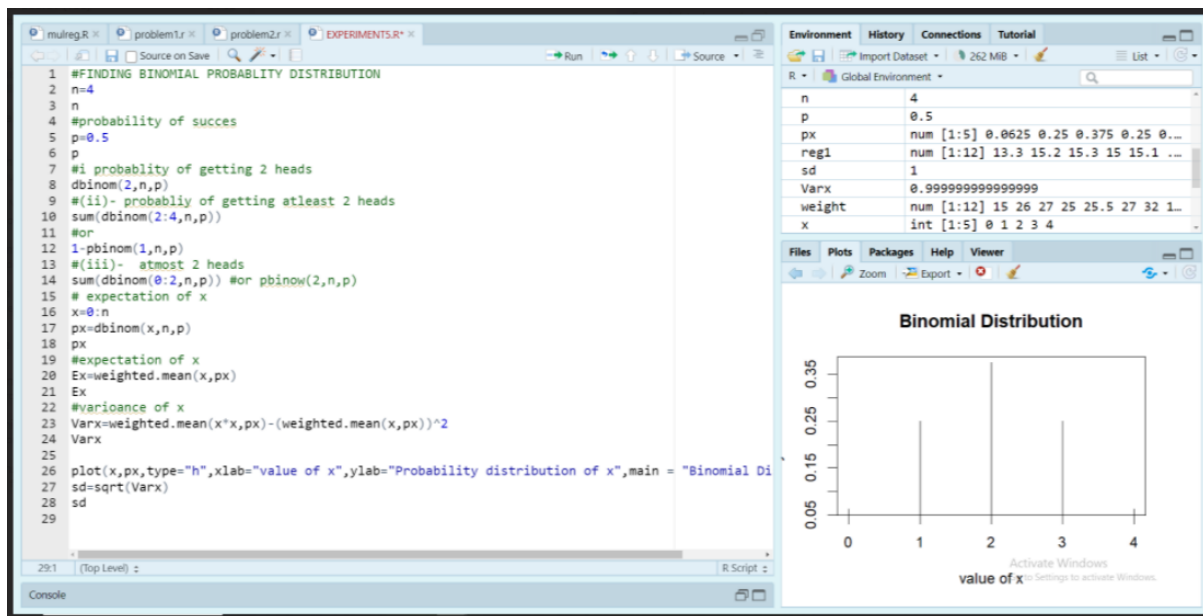 mulreg.R × problem1.r × problem2.r × EXPERIMENTS.R* ×
Source on Save Run Source
1 #FINDING BINOMIAL PROBABLITY DISTRIBUTION
2 n=4
3 n
4 #probability of succes
5 p=0.5
6 p
7 #i probablity of getting 2 heads
8 dbinom(2,n,p)
9 #(ii)- probabliy of getting atleast 2 heads
10 sum(dbinom(2:4,n,p))
11 #or
12 1-pbinom(1,n,p)
13 #(iii)- atmost 2 heads
14 sum(dbinom(0:2,n,p)) #or pbinow(2,n,p)
15 # expectation of x
16 x=0:n
17 px=dbinom(x,n,p)
18 px
19 #expectation of x
20 Ex=weighted.mean(x,px)
21 Ex
22 #varioance of x
23 Varx=weighted.mean(x*x,px)-(weighted.mean(x,px))^2
24 Varx
25
26 plot(x,px,type="h",xlab="value of x",ylab="Probability distribution of x",main = "Binomial Di
27 sd=sqrt(Varx)
28 sd
29
29:1 (Top Level) R Script
Console
Environment History Connections Tutorial
Import Dataset 262 MiB List
R Global Environment
n 4
p 0.5
px num [1:5] 0.0625 0.25 0.375 0.25 0.…
reg1 num [1:12] 13.3 15.2 15.3 15 15.1 ...
sd 1
Varx 0.999999999999999
weight num [1:12] 15 26 27 25 25.5 27 32 1…
x int [1:5] 0 1 2 3 4
Files Plots Packages Help Viewer
Zoom Export
Binomial Distribution
0.35
0.25
0.15
0.05
0 1 2 3 4
value of x
Activate Windows
to Settings to activate Windows.